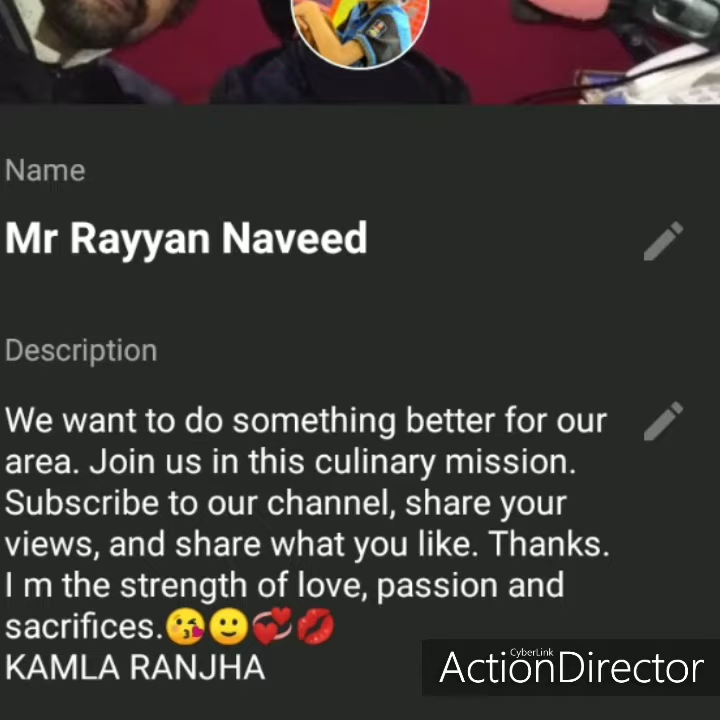 Name
Mr Rayyan Naveed
Description
We want to do something better for our
area. Join us in this culinary mission.
Subscribe to our channel, share your
views, and share what you like. Thanks.
I m the strength of love, passion and
sacrifices.😘🙂💞💋
KAMLA RANJHA
CyberLink
ActionDirector